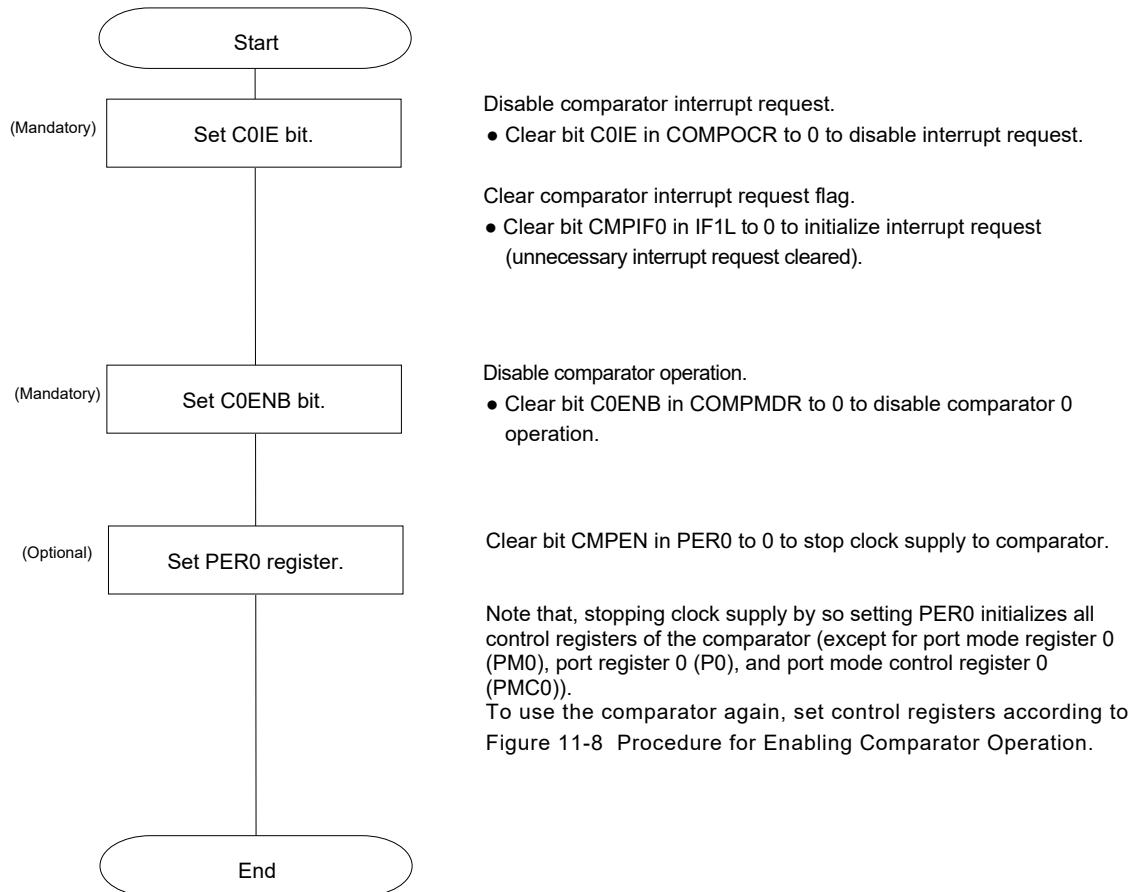 Start
(Mandatory)
Set C0IE bit.
Disable comparator interrupt request.
● Clear bit C0IE in COMPOCR to 0 to disable interrupt request.
Clear comparator interrupt request flag.
● Clear bit CMPIF0 in IF1L to 0 to initialize interrupt request
(unnecessary interrupt request cleared).
(Mandatory)
Set C0ENB bit.
Disable comparator operation.
● Clear bit C0ENB in COMPMDR to 0 to disable comparator 0
operation.
(Optional)
Set PER0 register.
Clear bit CMPEN in PER0 to 0 to stop clock supply to comparator.
Note that, stopping clock supply by so setting PER0 initializes all
control registers of the comparator (except for port mode register 0
(PM0), port register 0 (P0), and port mode control register 0
(PMC0)).
To use the comparator again, set control registers according to
Figure 11-8 Procedure for Enabling Comparator Operation.
End